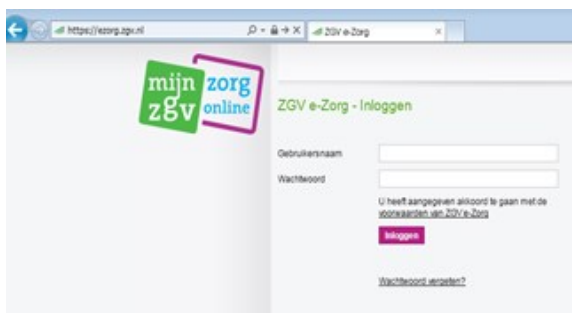 https://ezorg.zgv.nl
ZGV e-Zorg
mijn zorg
zgv online
ZGV e-Zorg - Inloggen
Gebruikersnaam
Wachtwoord
U heeft aangegeven akkoord te gaan met de
voorwaarden van ZGV e-Zorg
Inloggen
Wachtwoord vergeten?